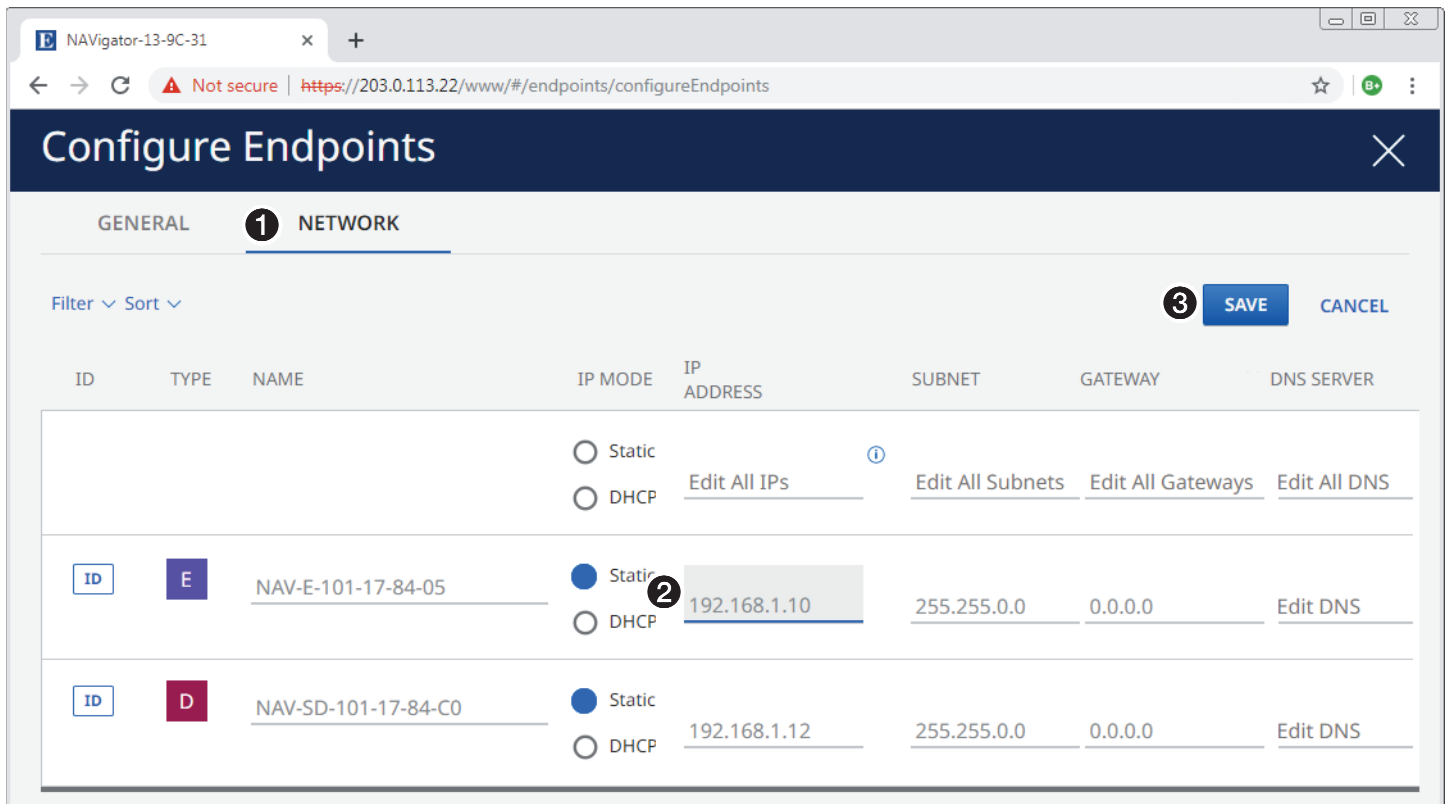 NAVigator-13-9C-31
Not secure | https://203.0.113.22/www/#/endpoints/configureEndpoints
B+
Configure Endpoints
GENERAL 1 NETWORK
Filter Sort 3 SAVE CANCEL
ID TYPE NAME IP MODE IP ADDRESS SUBNET GATEWAY DNS SERVER
Static
Edit All IPs Edit All Subnets Edit All Gateways Edit All DNS
DHCP
ID E NAV-E-101-17-84-05 Static
2 192.168.1.10 255.255.0.0 0.0.0.0 Edit DNS
DHCP
ID D NAV-SD-101-17-84-C0 Static
192.168.1.12 255.255.0.0 0.0.0.0 Edit DNS
DHCP